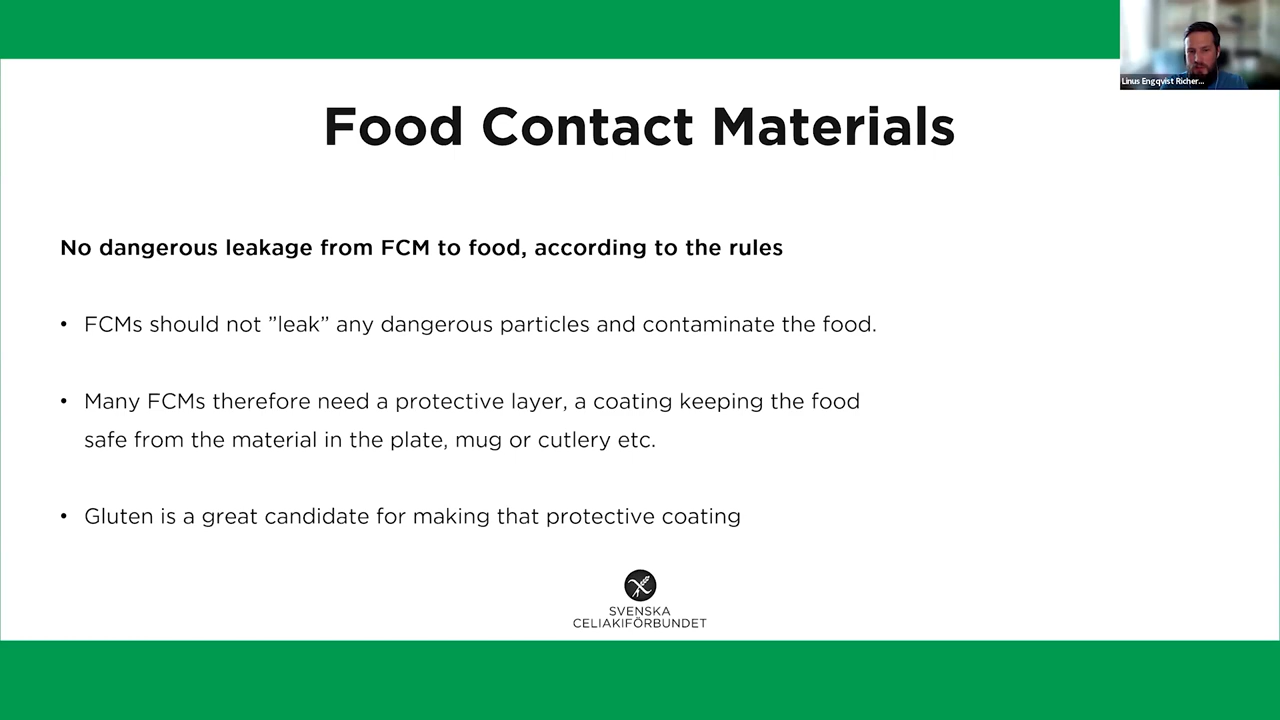 Linus Engqvist Richer...
Food Contact Materials
No dangerous leakage from FCM to food, according to the rules
• FCMs should not ”leak” any dangerous particles and contaminate the food.
• Many FCMs therefore need a protective layer, a coating keeping the food
safe from the material in the plate, mug or cutlery etc.
• Gluten is a great candidate for making that protective coating
SVENSKA
CELIAKIFÖRBUNDET